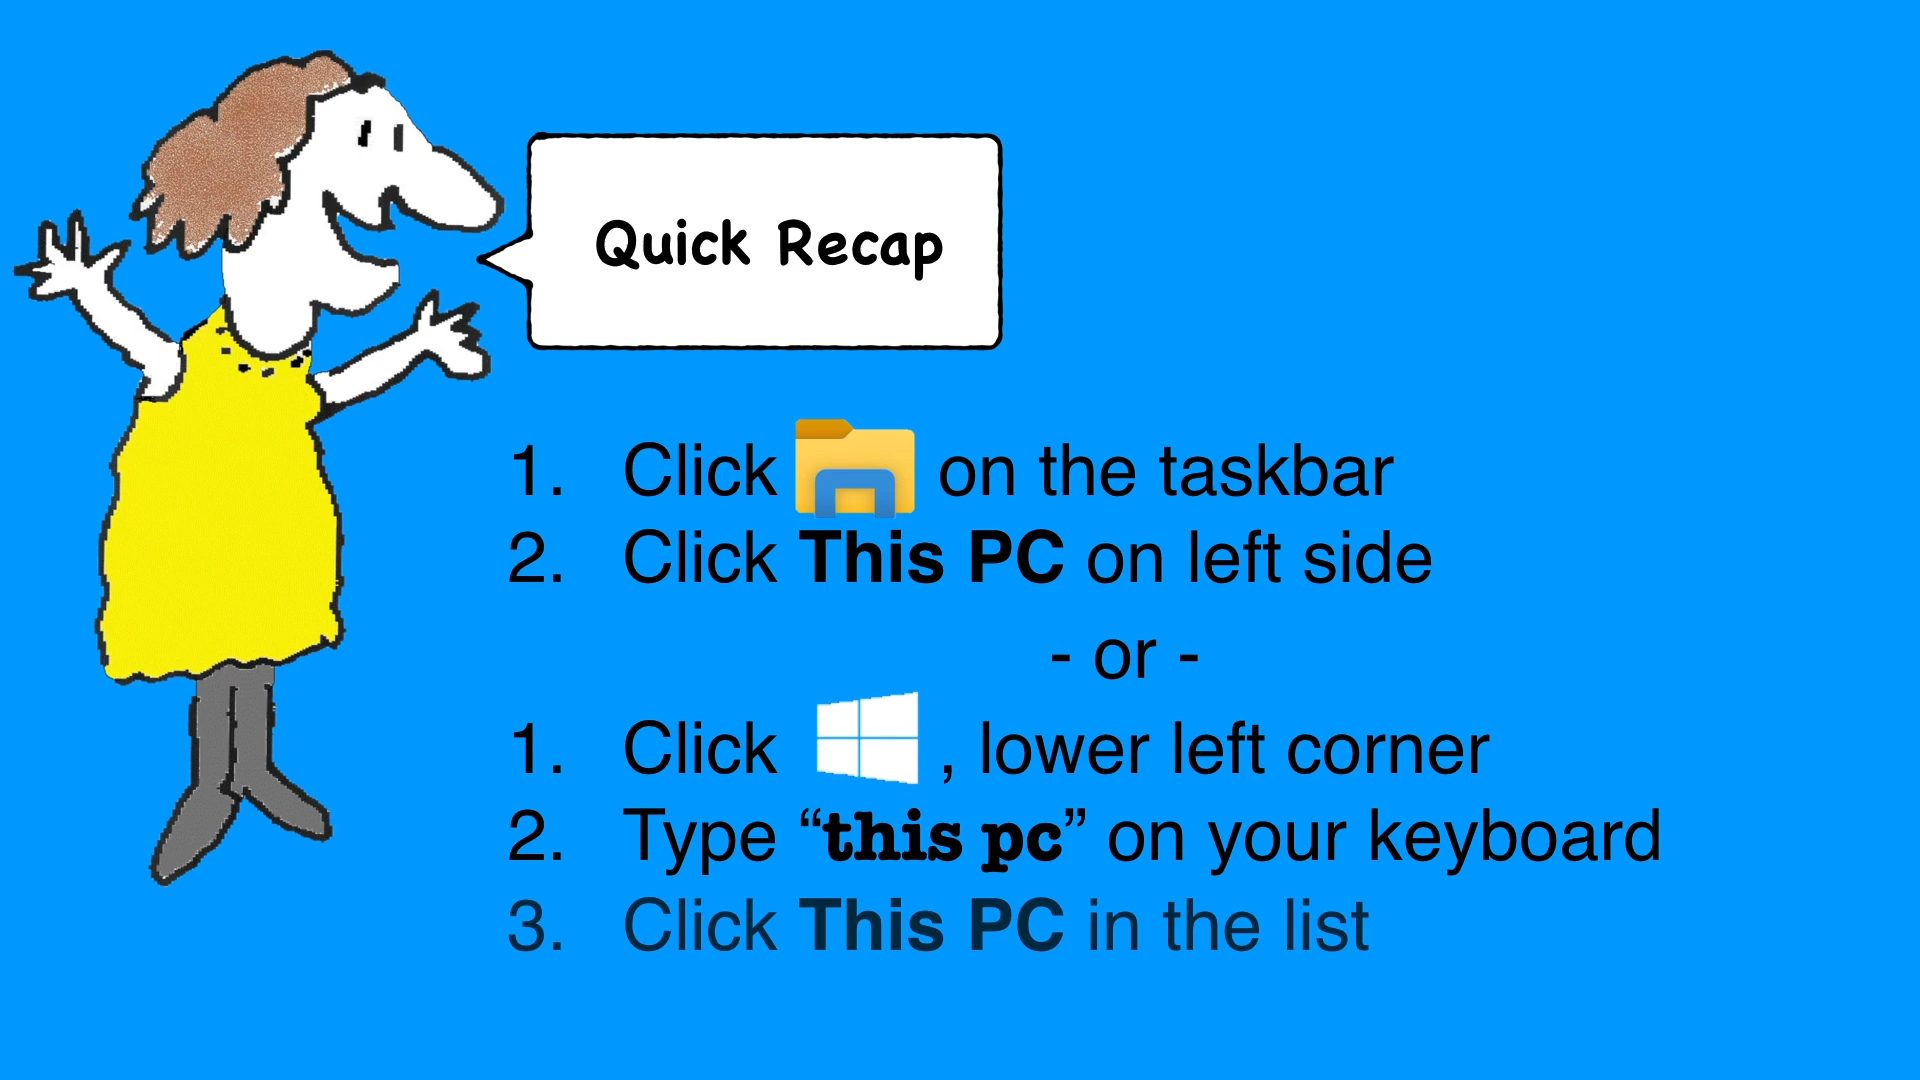 Quick Recap
1. Click on the taskbar
2. Click This PC on left side
- or -
1. Click , lower left corner
2. Type “this pc” on your keyboard
3. Click This PC in the list